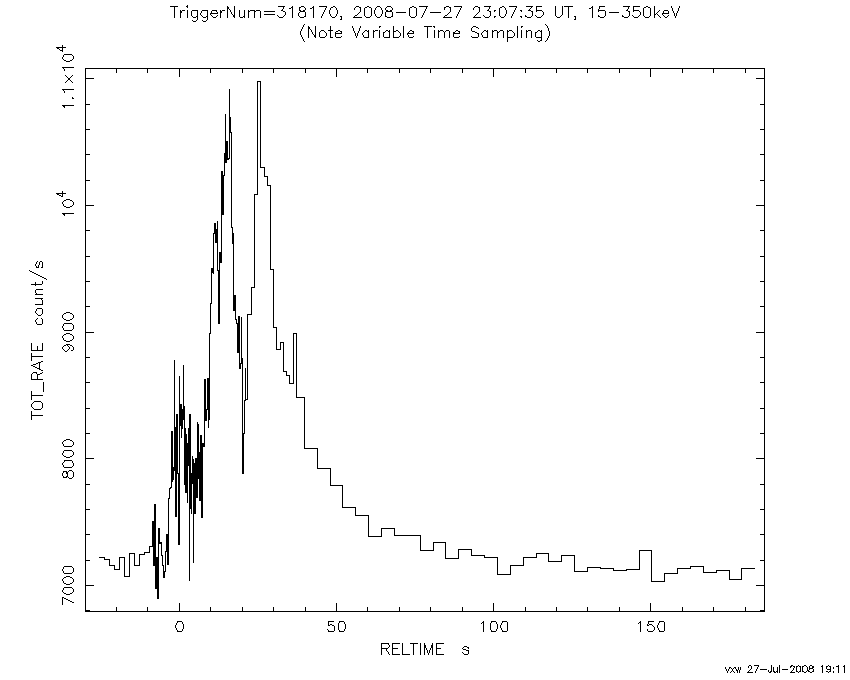 TriggerNum=318170, 2008-07-27 23:07:35 UT, 15-350keV
(Note Variable Time Sampling)
TOT_RATE count/s
1.1×10⁴
10⁴
9000
8000
7000
0 50 100 150
RELTIME s
vxw 27-Jul-2008 19:11